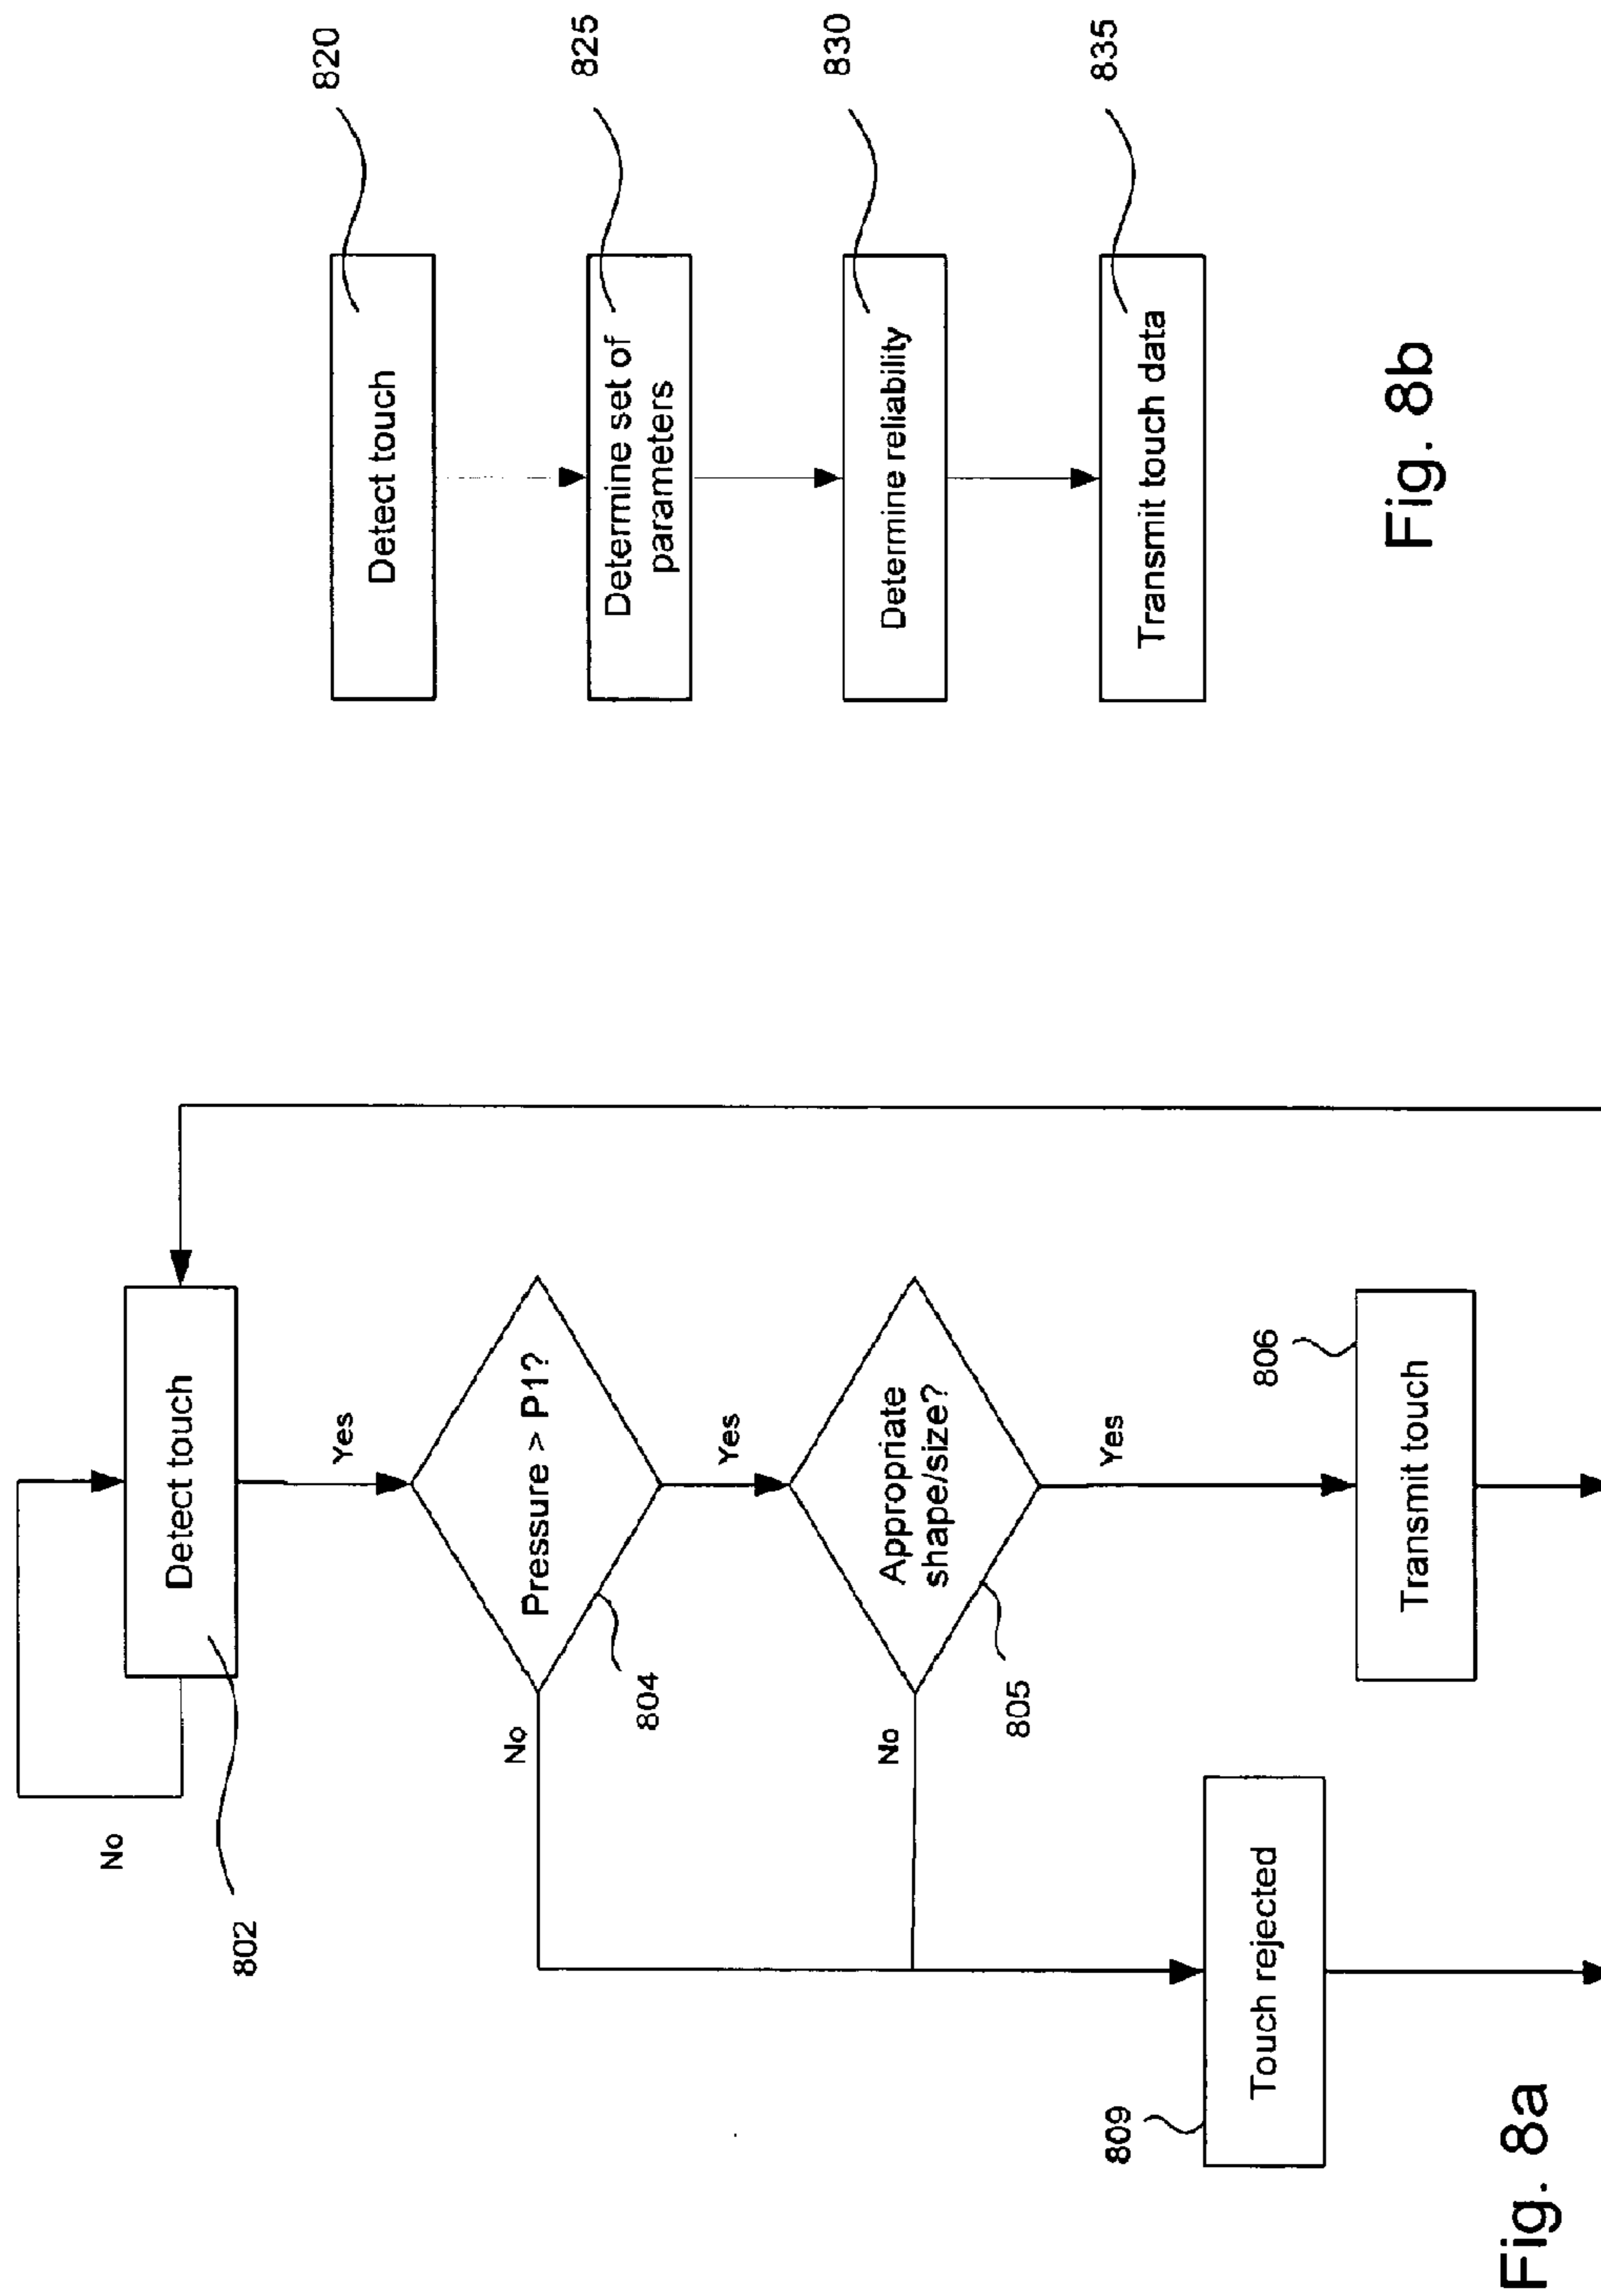 No
802
Detect touch
Yes
Pressure > P1?
No
804
Yes
Appropriate
shape/size?
No
805
Yes
809
Touch rejected
806
Transmit touch
Fig. 8a
820
Detect touch
825
Determine set of
parameters
830
Determine reliability
835
Transmit touch data
Fig. 8b